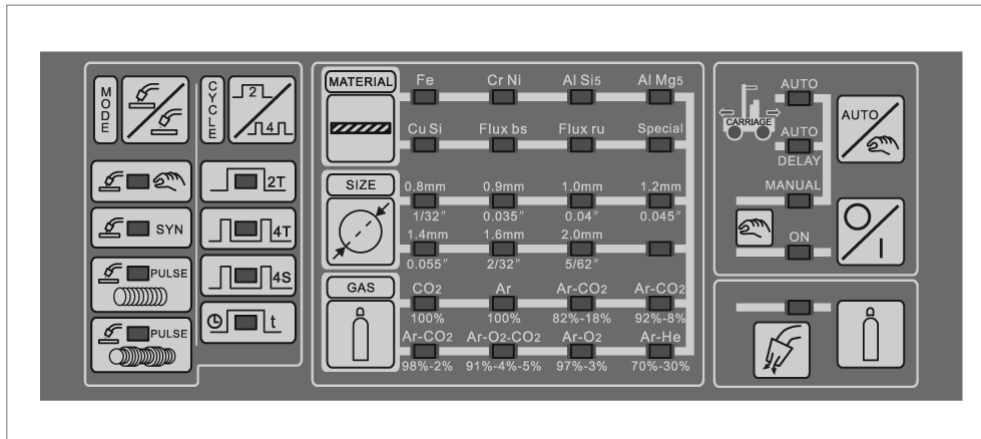 MODE
CYCLE
2
4
SYN
PULSE
PULSE
2T
4T
4S
t
MATERIAL
Fe Cr Ni Al Si5 Al Mg5
Cu Si Flux bs Flux ru Special
SIZE
0.8mm 0.9mm 1.0mm 1.2mm
1/32" 0.035" 0.04" 0.045"
1.4mm 1.6mm 2.0mm
0.055" 2/32" 5/62"
GAS
CO2 Ar Ar-CO2 Ar-CO2
100% 100% 82%-18% 92%-8%
Ar-CO2 Ar-O2-CO2 Ar-O2 Ar-He
98%-2% 91%-4%-5% 97%-3% 70%-30%
CARRIAGE
AUTO
AUTO
DELAY
MANUAL
ON
AUTO